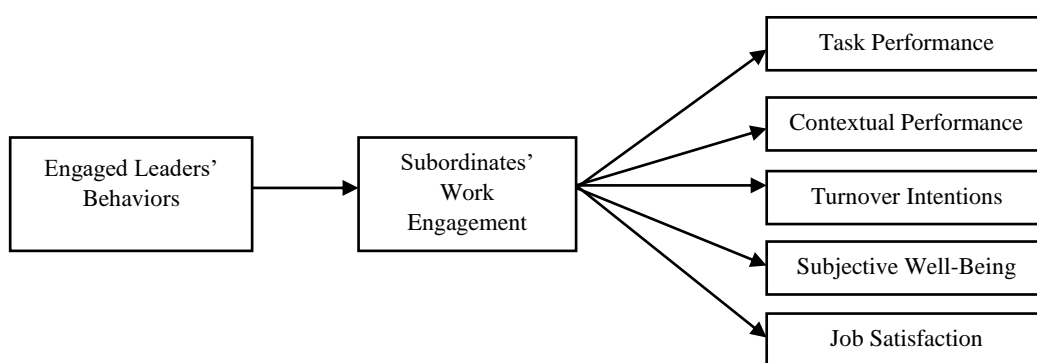 Engaged Leaders’
Behaviors
Subordinates’
Work
Engagement
Task Performance
Contextual Performance
Turnover Intentions
Subjective Well-Being
Job Satisfaction